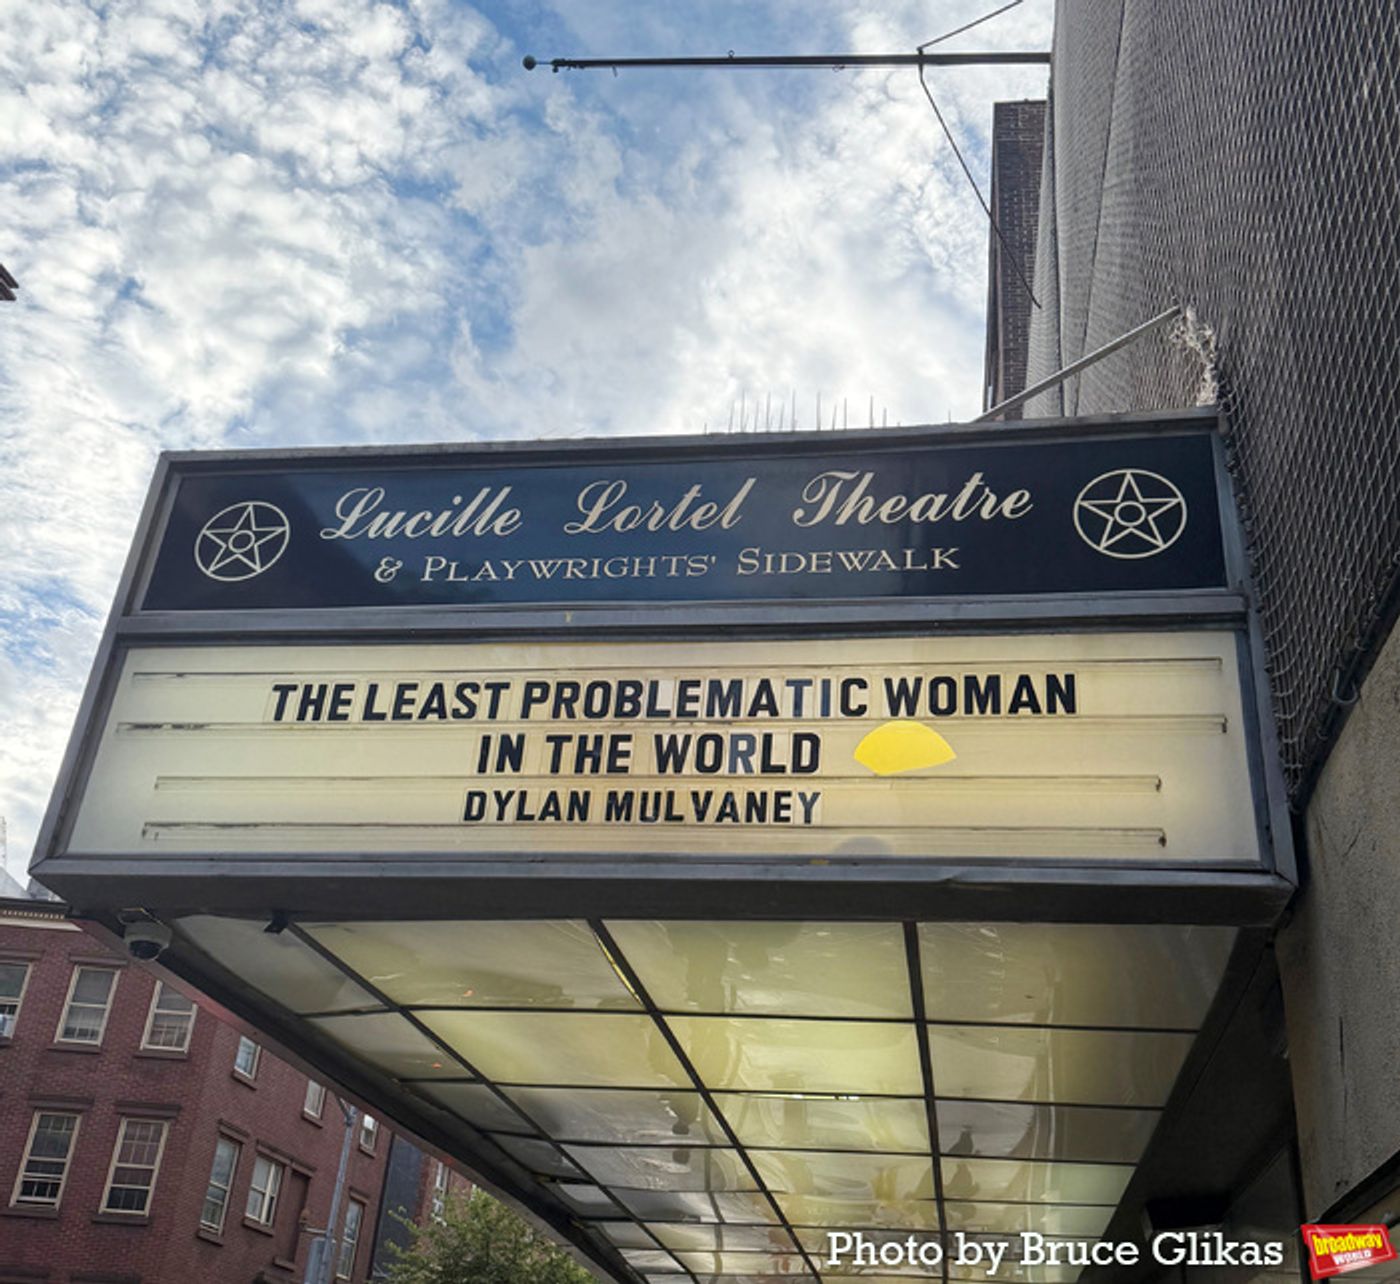 Lucille Lortel Theatre
& PLAYWRIGHTS' SIDEWALK
THE LEAST PROBLEMATIC WOMAN
IN THE WORLD
DYLAN MULVANEY
Photo by Bruce Glikas
broadway
WORLD